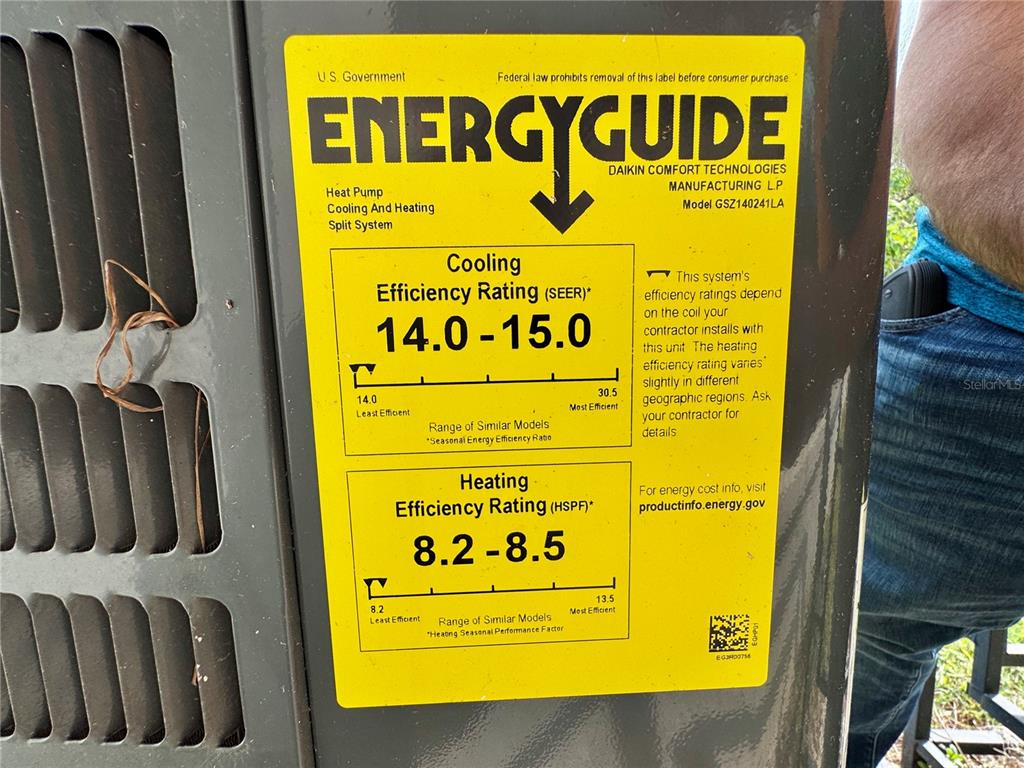 U.S. Government
Federal law prohibits removal of this label before consumer purchase.
ENERGYGUIDE
DAIKIN COMFORT TECHNOLOGIES
MANUFACTURING L.P
Model GSZ140241LA
Heat Pump
Cooling And Heating
Split System
Cooling
Efficiency Rating (SEER)*
14.0 - 15.0
14.0
30.5
Least Efficient
Most Efficient
Range of Similar Models
*Seasonal Energy Efficiency Ratio
This system's
efficiency ratings depend
on the coil your
contractor installs with
this unit. The heating
efficiency rating varies
slightly in different
geographic regions. Ask
your contractor for
details.
Heating
Efficiency Rating (HSPF)*
8.2 - 8.5
8.2
13.5
Least Efficient
Most Efficient
Range of Similar Models
*Heating Seasonal Performance Factor
For energy cost info, visit
productinfo.energy.gov
EGHP01
StellarMLS